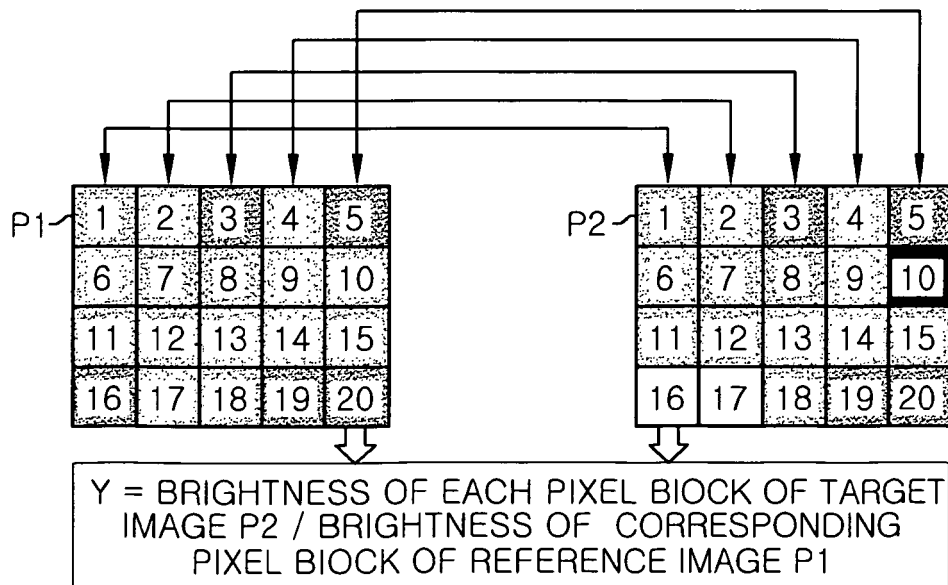 P1 1 2 3 4 5
6 7 8 9 10
11 12 13 14 15
16 17 18 19 20
P2 1 2 3 4 5
6 7 8 9 10
11 12 13 14 15
16 17 18 19 20
Y = BRIGHTNESS OF EACH PIXEL BIOCK OF TARGET
IMAGE P2 / BRIGHTNESS OF CORRESPONDING
PIXEL BIOCK OF REFERENCE IMAGE P1